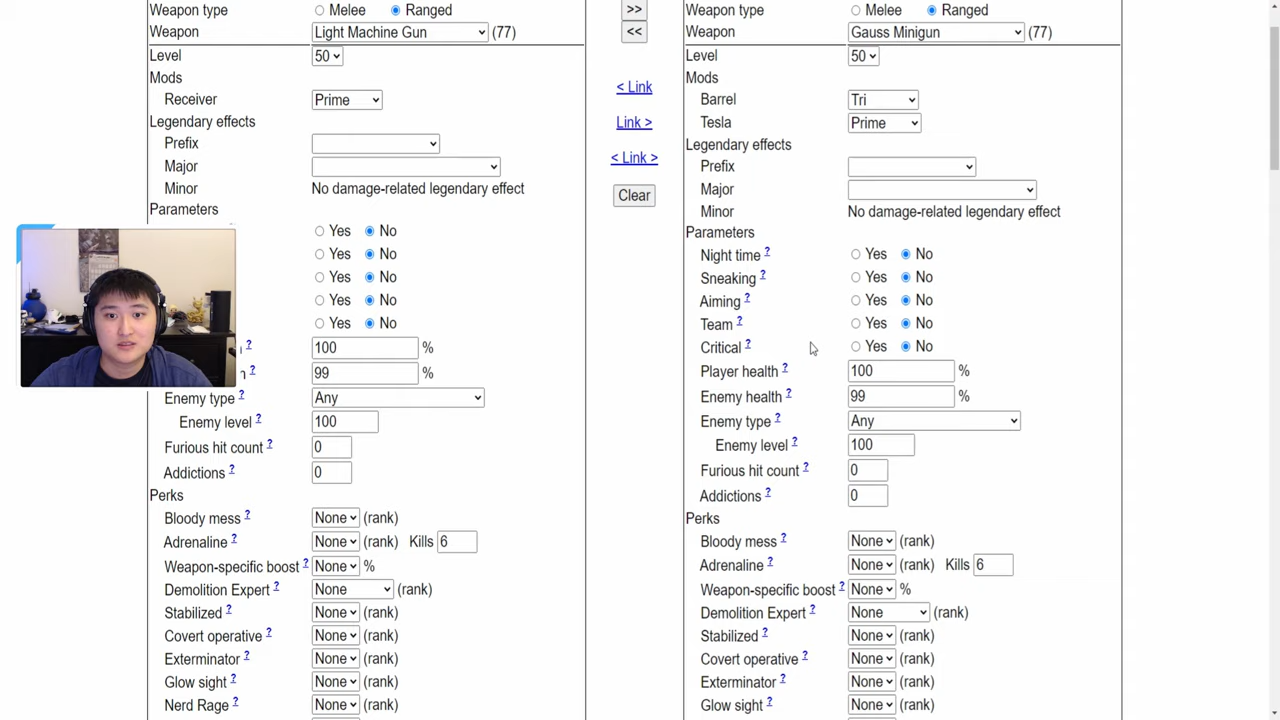 Weapon type Melee Ranged
Weapon Light Machine Gun (77)
Level 50
Mods
Receiver Prime
Legendary effects
Prefix
Major
Minor No damage-related legendary effect
Parameters
Yes No
Yes No
Yes No
Yes No
Yes No
? 100 %
? 99 %
Enemy type ? Any
Enemy level ? 100
Furious hit count ? 0
Addictions ? 0
Perks
Bloody mess ? None (rank)
Adrenaline ? None (rank) Kills 6
Weapon-specific boost ? None %
Demolition Expert ? None (rank)
Stabilized ? None (rank)
Covert operative ? None (rank)
Exterminator ? None (rank)
Glow sight ? None (rank)
Nerd Rage ? None (rank)
>>
<<
< Link
Link >
< Link >
Clear
Weapon type Melee Ranged
Weapon Gauss Minigun (77)
Level 50
Mods
Barrel Tri
Tesla Prime
Legendary effects
Prefix
Major
Minor No damage-related legendary effect
Parameters
Night time ? Yes No
Sneaking ? Yes No
Aiming ? Yes No
Team ? Yes No
Critical ? Yes No
Player health ? 100 %
Enemy health ? 99 %
Enemy type ? Any
Enemy level ? 100
Furious hit count ? 0
Addictions ? 0
Perks
Bloody mess ? None (rank)
Adrenaline ? None (rank) Kills 6
Weapon-specific boost ? None %
Demolition Expert ? None (rank)
Stabilized ? None (rank)
Covert operative ? None (rank)
Exterminator ? None (rank)
Glow sight ? None (rank)